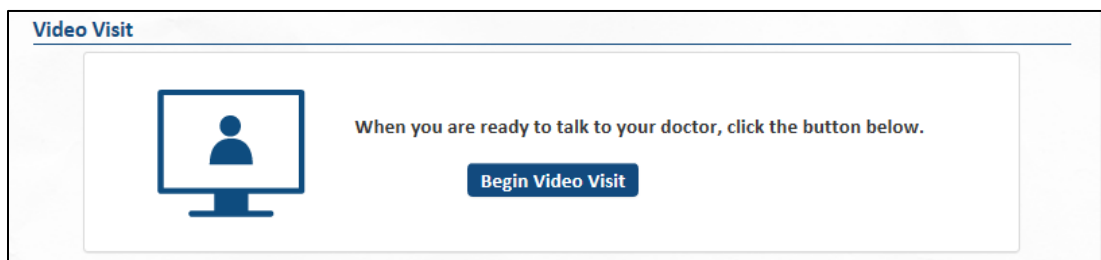 Video Visit
When you are ready to talk to your doctor, click the button below.
Begin Video Visit